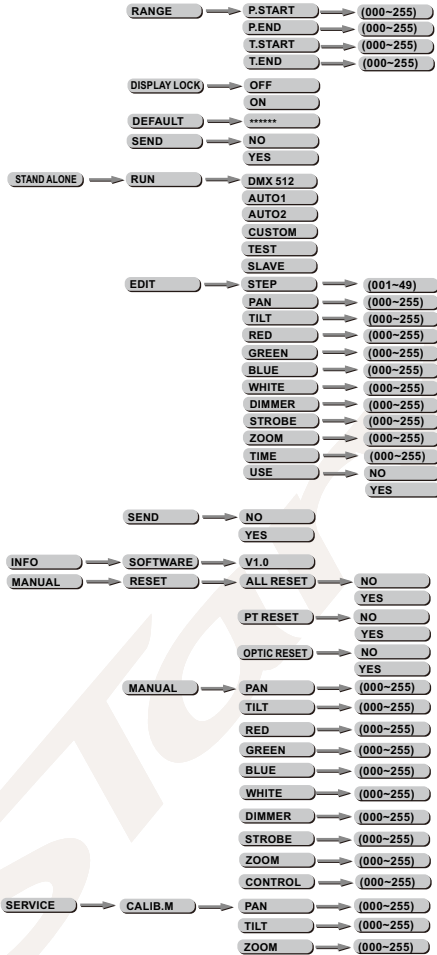 RANGE P.START (000~255)
P.END (000~255)
T.START (000~255)
T.END (000~255)
DISPLAY LOCK OFF
ON
DEFAULT ******
SEND NO
YES
STAND ALONE RUN DMX 512
AUTO1
AUTO2
CUSTOM
TEST
SLAVE
EDIT STEP (001~49)
PAN (000~255)
TILT (000~255)
RED (000~255)
GREEN (000~255)
BLUE (000~255)
WHITE (000~255)
DIMMER (000~255)
STROBE (000~255)
ZOOM (000~255)
TIME (000~255)
USE NO
YES
SEND NO
YES
INFO SOFTWARE V1.0
MANUAL RESET ALL RESET NO
YES
PT RESET NO
YES
OPTIC RESET NO
YES
MANUAL PAN (000~255)
TILT (000~255)
RED (000~255)
GREEN (000~255)
BLUE (000~255)
WHITE (000~255)
DIMMER (000~255)
STROBE (000~255)
ZOOM (000~255)
CONTROL (000~255)
SERVICE CALIB.M PAN (000~255)
TILT (000~255)
ZOOM (000~255)